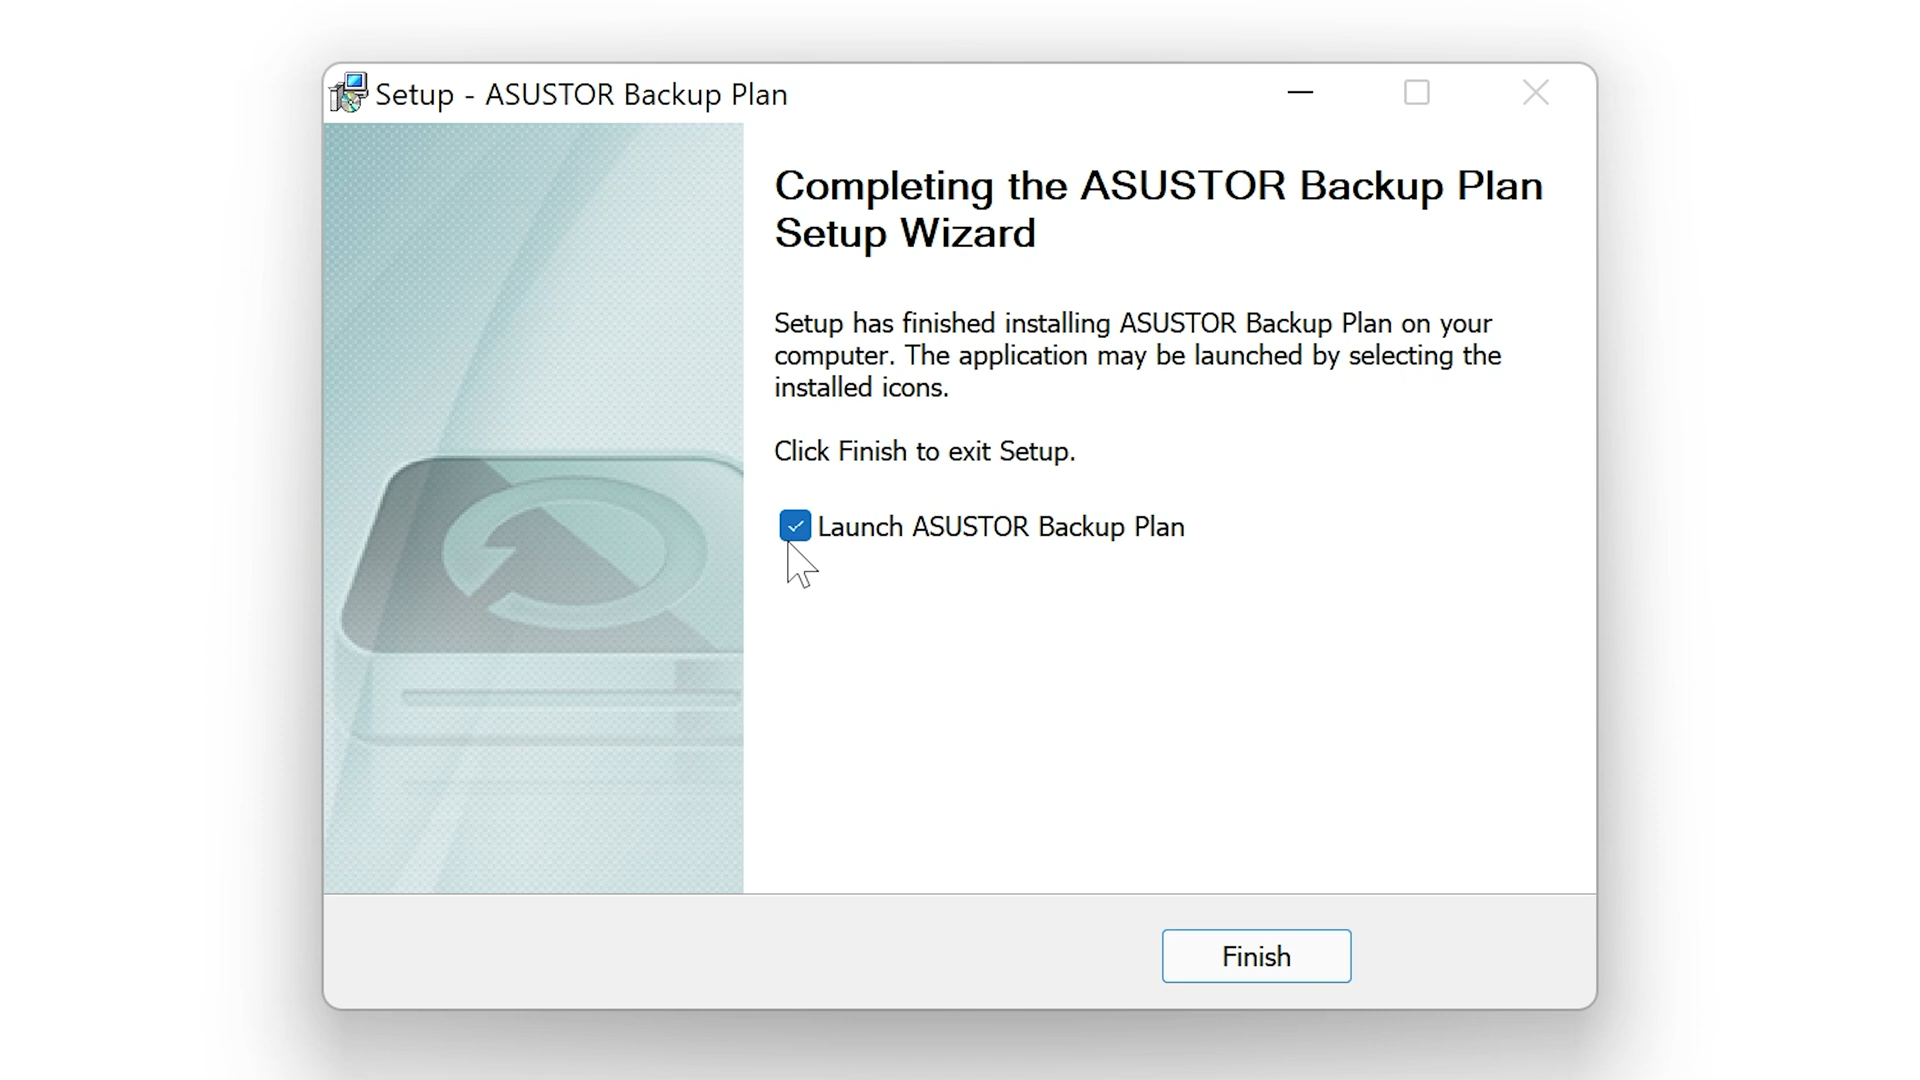 Setup - ASUSTOR Backup Plan
Completing the ASUSTOR Backup Plan
Setup Wizard
Setup has finished installing ASUSTOR Backup Plan on your
computer. The application may be launched by selecting the
installed icons.
Click Finish to exit Setup.
Launch ASUSTOR Backup Plan
Finish